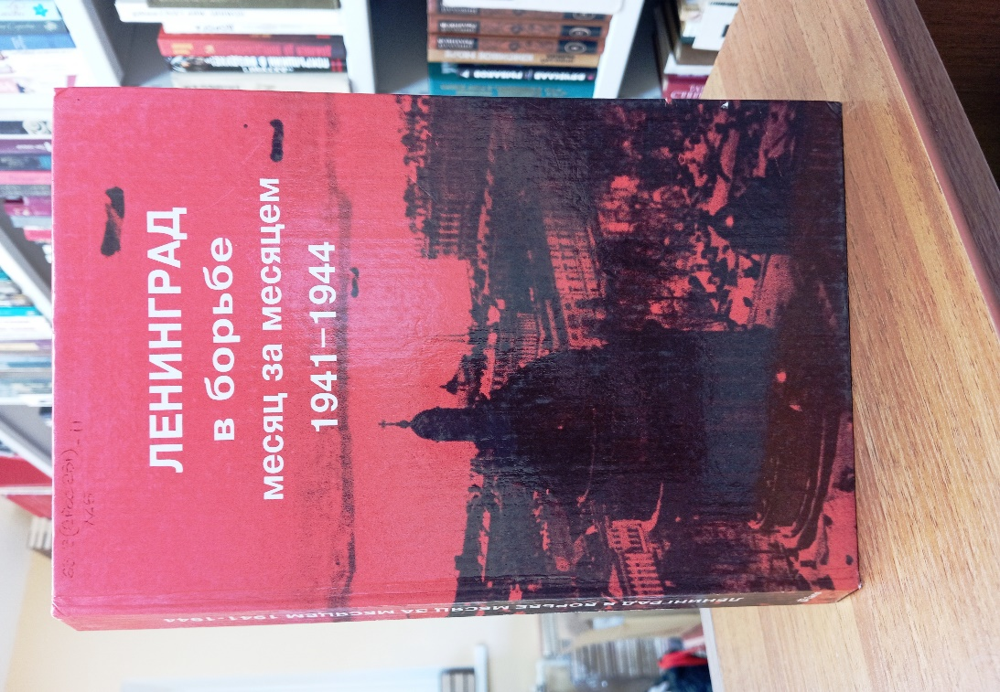 ЛЕНИНГРАД
в борьбе
месяц за месяцем
1941–1944
ЛЕНИНГРАД В БОРЬБЕ МЕСЯЦ ЗА МЕСЯЦЕМ 1941-1944